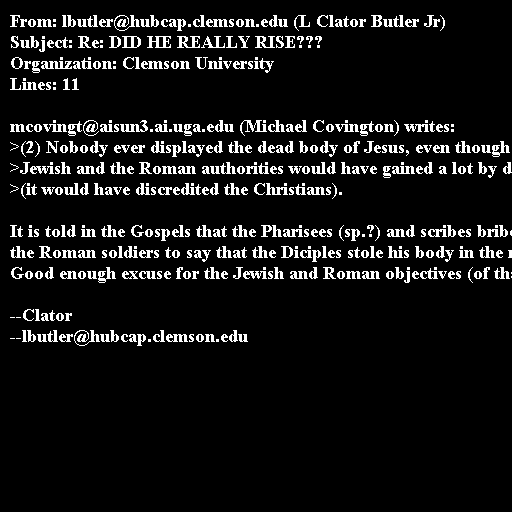 From: lbutler@hubcap.clemson.edu (L Clator Butler Jr)
Subject: Re: DID HE REALLY RISE???
Organization: Clemson University
Lines: 11

mcovingt@aisun3.ai.uga.edu (Michael Covington) writes:
>(2) Nobody ever displayed the dead body of Jesus, even though
>Jewish and the Roman authorities would have gained a lot by
>(it would have discredited the Christians).

It is told in the Gospels that the Pharisees (sp.?) and scribes
the Roman soldiers to say that the Diciples stole his body in the
Good enough excuse for the Jewish and Roman objectives (of

--Clator
--lbutler@hubcap.clemson.edu